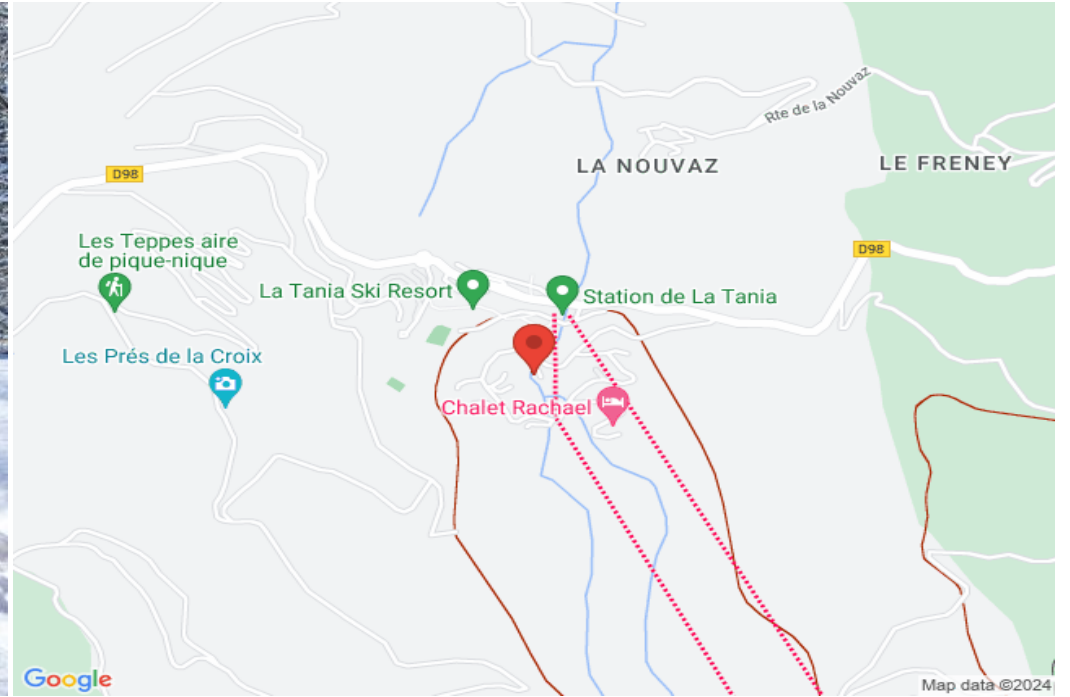 Rte de la Nouvaz
LA NOUVAZ
LE FRENEY
D98
Les Teppes aire
de pique-nique
D98
La Tania Ski Resort
Station de La Tania
Les Prés de la Croix
Chalet Rachael
Google
Map data ©2024